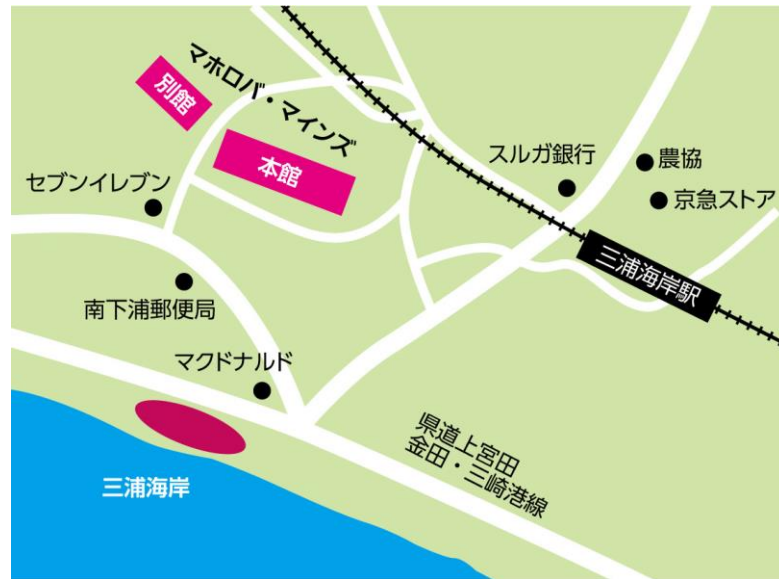 マホロバ・マインズ
別館
本館
セブンイレブン
スルガ銀行
農協
京急ストア
三浦海岸駅
南下浦郵便局
マクドナルド
県道上宮田
金田・三崎港線
三浦海岸